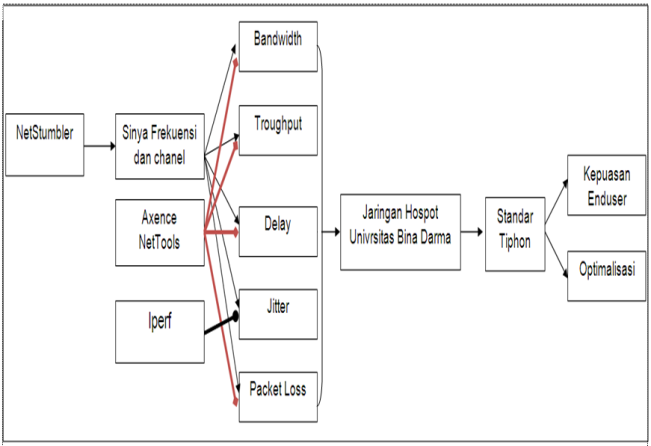 NetStumbler
Sinya Frekuensi
dan chanel
Axence
NetTools
Iperf
Bandwidth
Troughput
Delay
Jitter
Packet Loss
Jaringan Hospot
Univrsitas Bina Darma
Standar
Tiphon
Kepuasan
Enduser
Optimalisasi